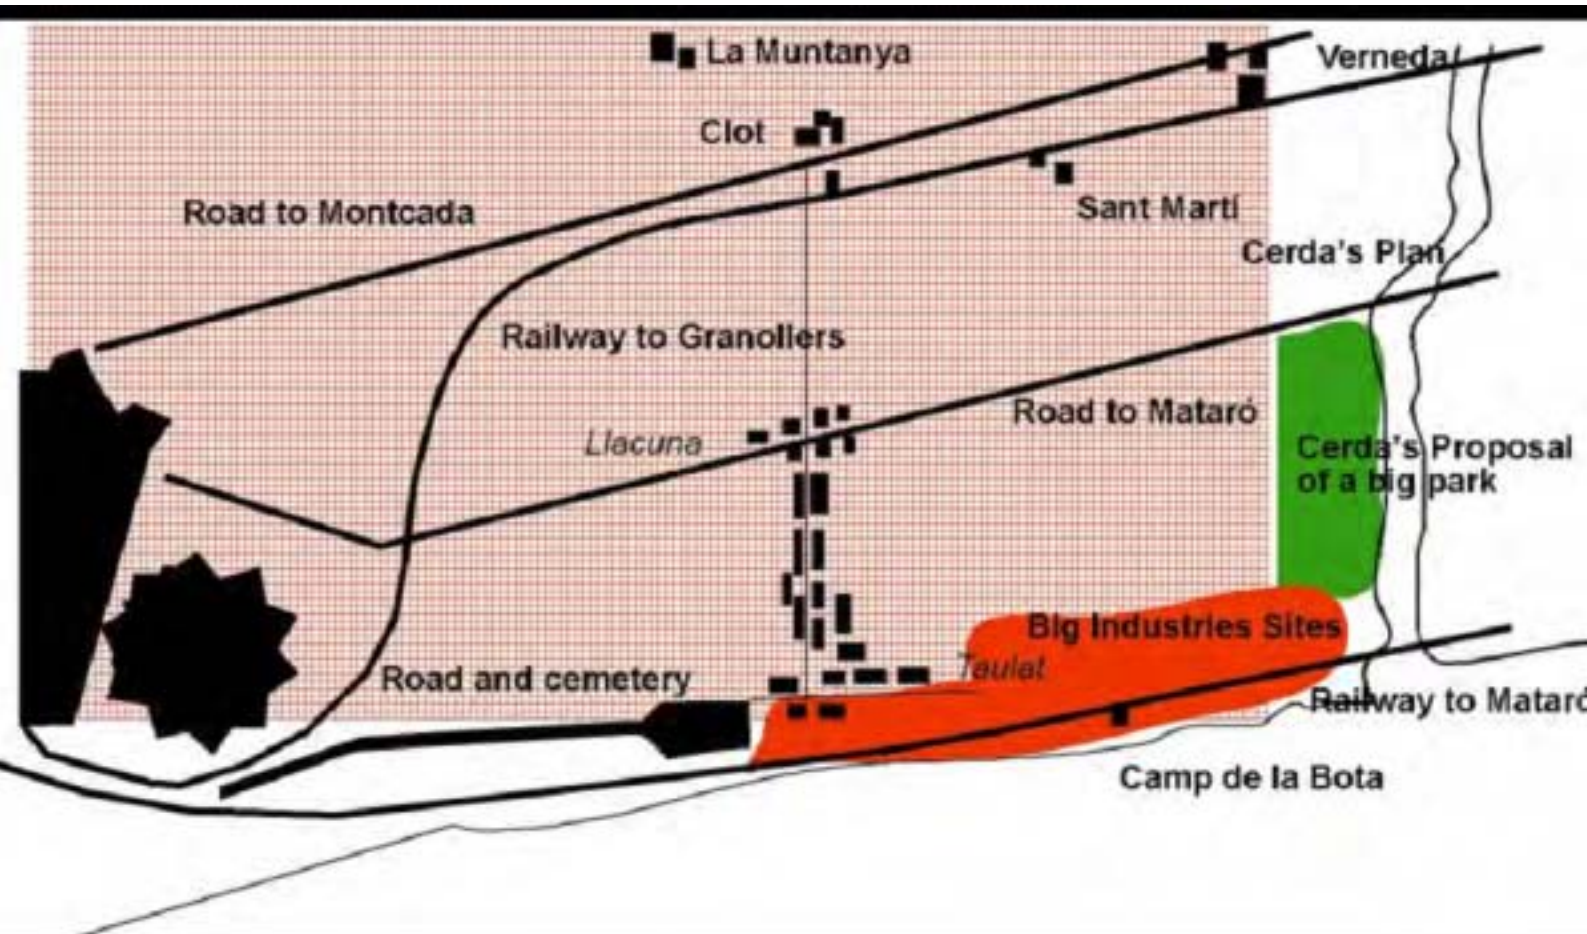 La Muntanya
Verneda
Clot
Road to Montcada
Sant Martí
Cerda's Plan
Railway to Granollers
Road to Mataró
Llacuna
Cerda's Proposal
of a big park
Big Industries Sites
Taulat
Road and cemetery
Railway to Mataró
Camp de la Bota